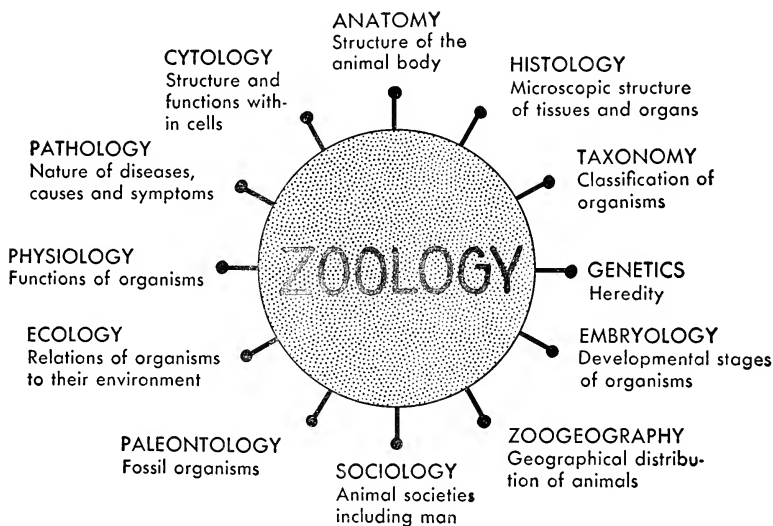 ANATOMY
Structure of the
animal body
HISTOLOGY
Microscopic structure
of tissues and organs
TAXONOMY
Classification of
organisms
GENETICS
Heredity
EMBRYOLOGY
Developmental stages
of organisms
ZOOGEOGRAPHY
Geographical distribu-
tion of animals
SOCIOLOGY
Animal societies
including man
PALEONTOLOGY
Fossil organisms
ECOLOGY
Relations of organisms
to their environment
PHYSIOLOGY
Functions of organisms
PATHOLOGY
Nature of diseases,
causes and symptoms
CYTOLOGY
Structure and
functions with-
in cells
ZOOLOGY